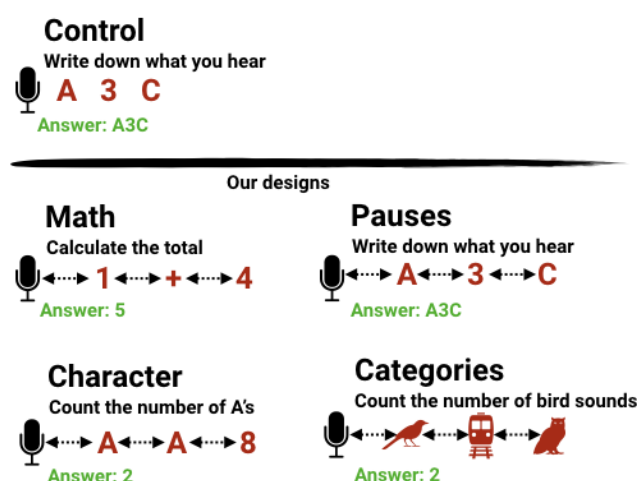 Control
Write down what you hear
A 3 C
Answer: A3C
Our designs
Math
Calculate the total
1 + 4
Answer: 5
Pauses
Write down what you hear
A 3 C
Answer: A3C
Character
Count the number of A's
A A 8
Answer: 2
Categories
Count the number of bird sounds
Answer: 2